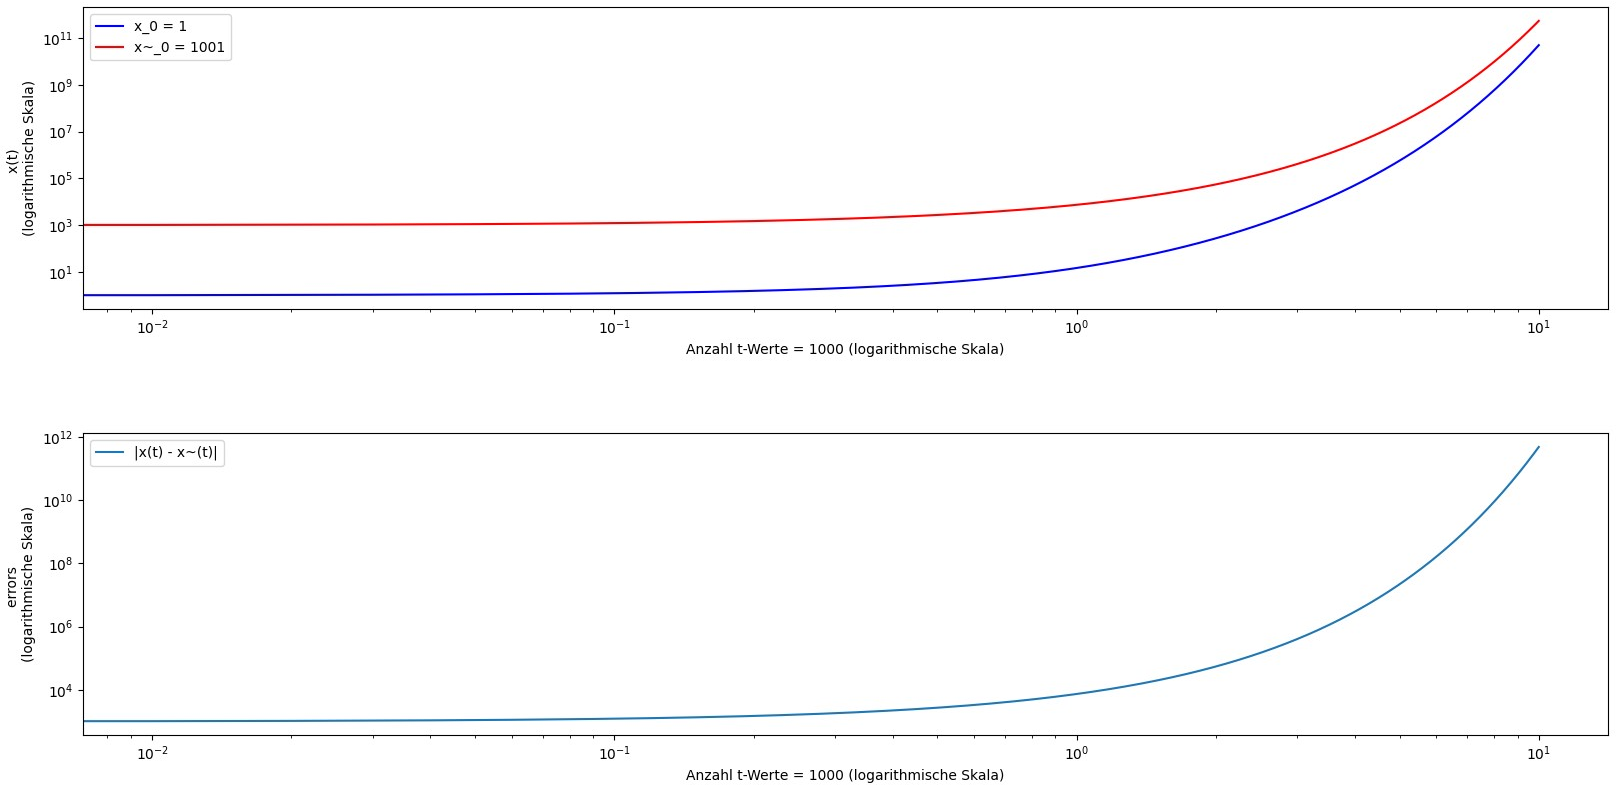 x_0 = 1
x~_0 = 1001
10¹¹
10⁹
10⁷
10⁵
10³
10¹
x(t)
(logarithmische Skala)
10⁻² 10⁻¹ 10⁰ 10¹
Anzahl t-Werte = 1000 (logarithmische Skala)
|x(t) - x~(t)|
10¹²
10¹⁰
10⁸
10⁶
10⁴
errors
(logarithmische Skala)
10⁻² 10⁻¹ 10⁰ 10¹
Anzahl t-Werte = 1000 (logarithmische Skala)